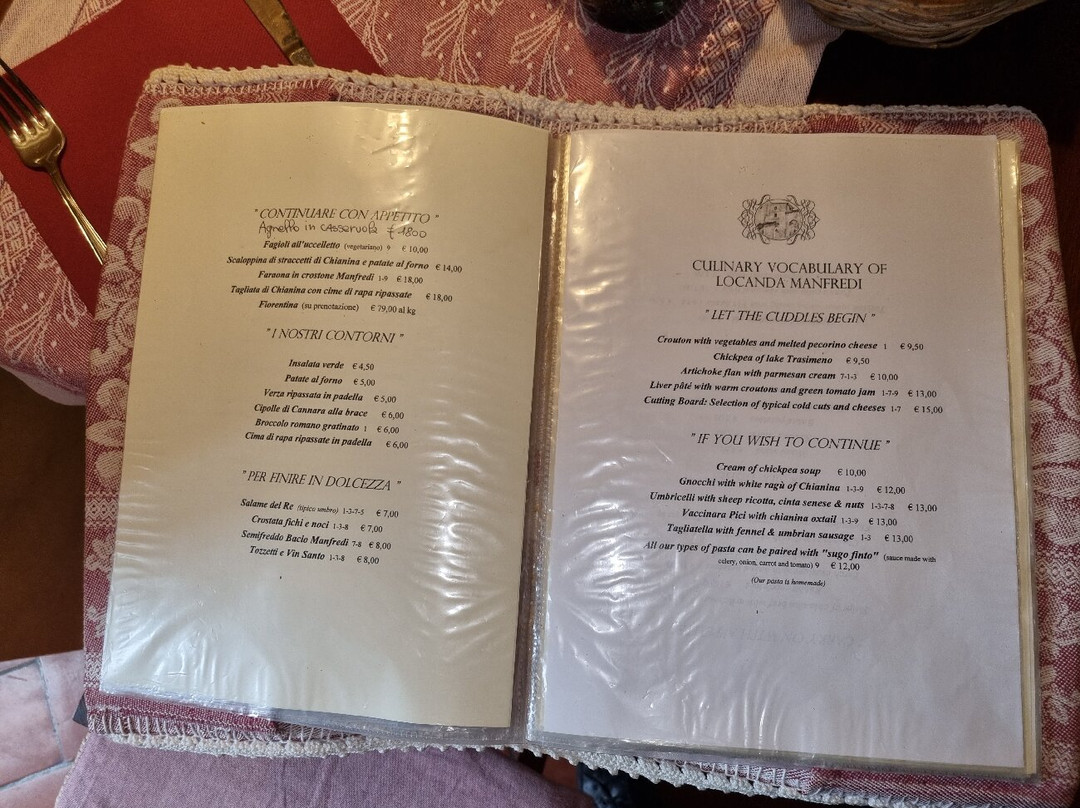 "CONTINUARE CON APPETITO"
Agnello in casseruola € 1800
Fagioli all'uccelletto (vegetariano) 9 € 10,00
Scaloppina di straccetti di Chianina e patate al forno € 14,00
Faraona in crostone Manfredi 1-9 € 18,00
Tagliata di Chianina con cime di rapa ripassate € 18,00
Fiorentina (su prenotazione) € 79,00 al kg
"I NOSTRI CONTORNI"
Insalata verde € 4,50
Patate al forno € 5,00
Verza ripassata in padella € 5,00
Cipolle di Cannara alla brace € 6,00
Broccolo romano gratinato 1 € 6,00
Cima di rapa ripassate in padella € 6,00
"PER FINIRE IN DOLCEZZA"
Salame del Re (tipico umbro) 1-3-7-5 € 7,00
Crostata fichi e noci 1-3-8 € 7,00
Semifreddo Bacio Manfredi 7-8 € 8,00
Tozzetti e Vin Santo 1-3-8 € 8,00
CULINARY VOCABULARY OF
LOCANDA MANFREDI
"LET THE CUDDLES BEGIN"
Crouton with vegetables and melted pecorino cheese 1 € 9,50
Chickpea of lake Trasimeno € 9,50
Artichoke flan with parmesan cream 7-1-3 € 10,00
Liver pâté with warm croutons and green tomato jam 1-7-9 € 13,00
Cutting Board: Selection of typical cold cuts and cheeses 1-7 € 15,00
"IF YOU WISH TO CONTINUE"
Cream of chickpea soup € 10,00
Gnocchi with white ragù of Chianina 1-3-9 € 12,00
Umbricelli with sheep ricotta, cinta senese & nuts 1-3-7-8 € 13,00
Vaccinara Pici with chianina oxtail 1-3-9 € 13,00
Tagliatella with fennel & umbrian sausage 1-3 € 13,00
All our types of pasta can be paired with "sugo finto" (sauce made with
celery, onion, carrot and tomato) 9 € 12,00
(Our pasta is homemade)